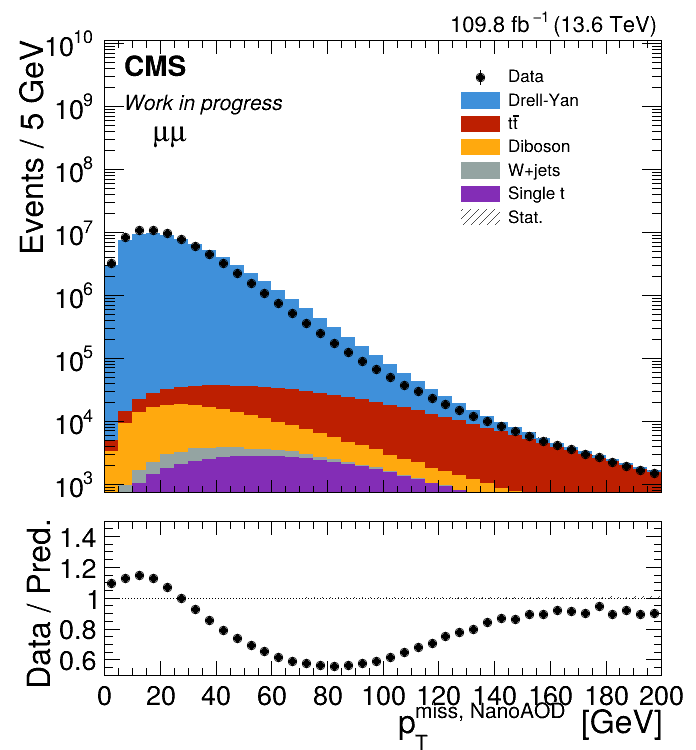 109.8 fb⁻¹ (13.6 TeV)
CMS
Work in progress
μμ
Data
Drell-Yan
tt̄
Diboson
W+jets
Single t
Stat.
Events / 5 GeV
10¹⁰
10⁹
10⁸
10⁷
10⁶
10⁵
10⁴
10³
Data / Pred.
1.4
1.2
1
0.8
0.6
0 20 40 60 80 100 120 140 160 180 200
p_T^miss, NanoAOD [GeV]